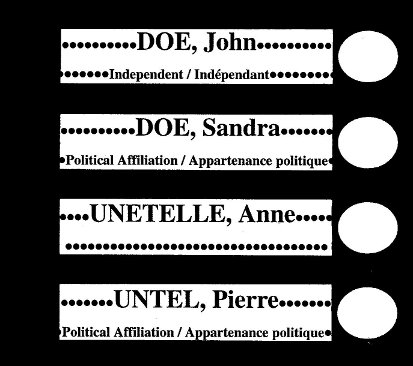 DOE, John
Independent / Indépendant
DOE, Sandra
Political Affiliation / Appartenance politique
UNETELLE, Anne
UNTEL, Pierre
Political Affiliation / Appartenance politique